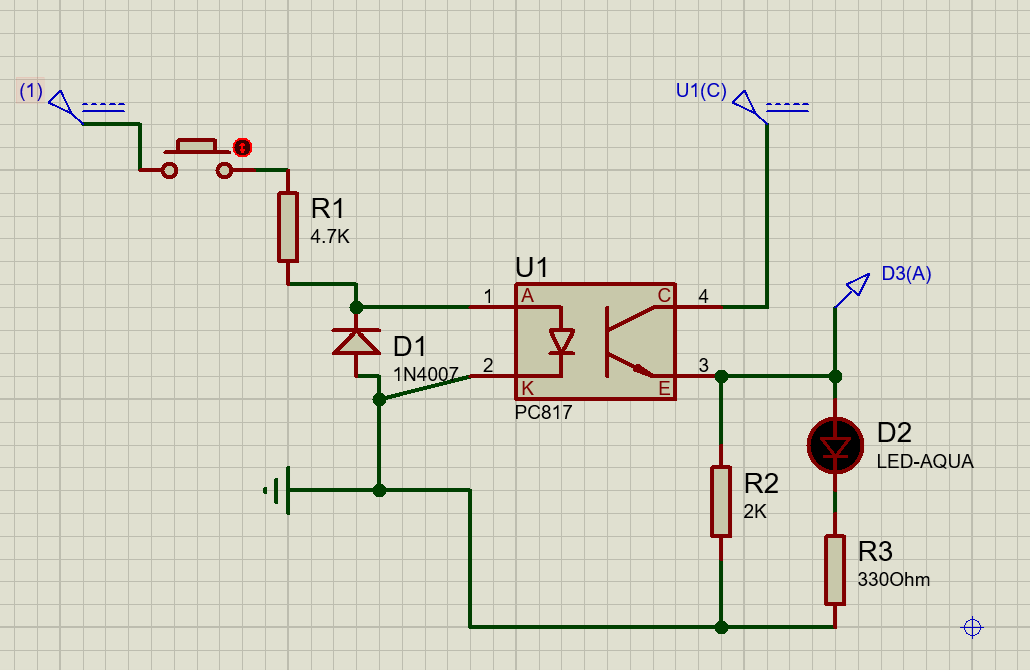 (1)
U1(C)
R1
4.7K
U1
D3(A)
1
A
C
4
D1
1N4007
2
K
E
3
PC817
D2
LED-AQUA
R2
2K
R3
330Ohm